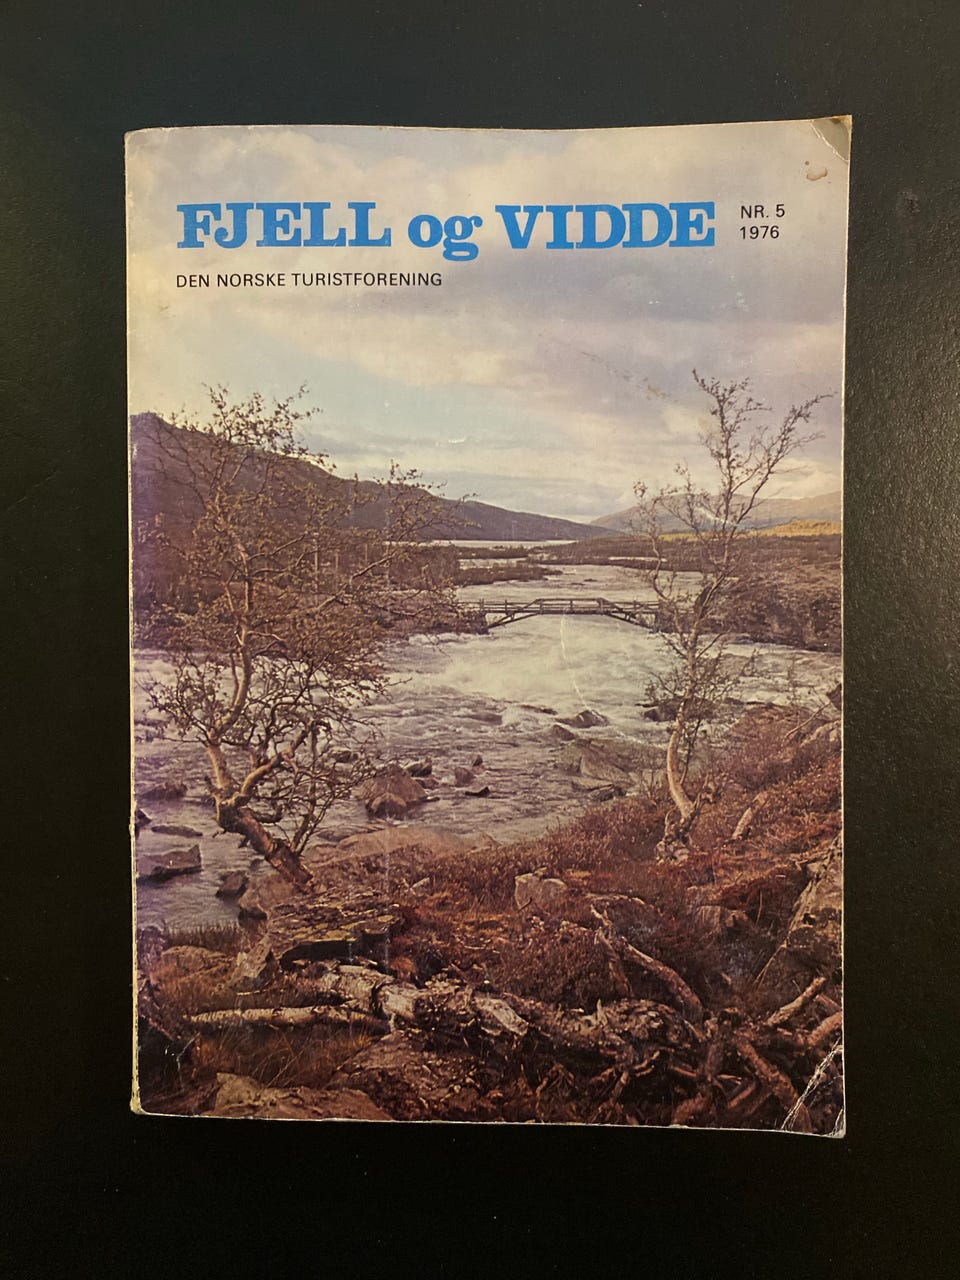 FJELL og VIDDE
NR. 5
1976
DEN NORSKE TURISTFORENING